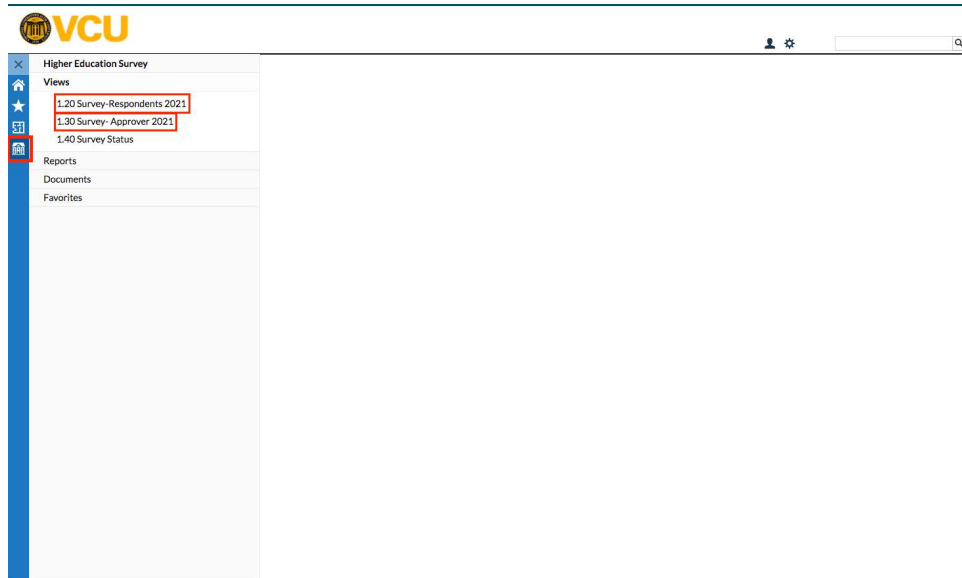 VCU
Higher Education Survey
Views
1.20 Survey-Respondents 2021
1.30 Survey- Approver 2021
1.40 Survey Status
Reports
Documents
Favorites